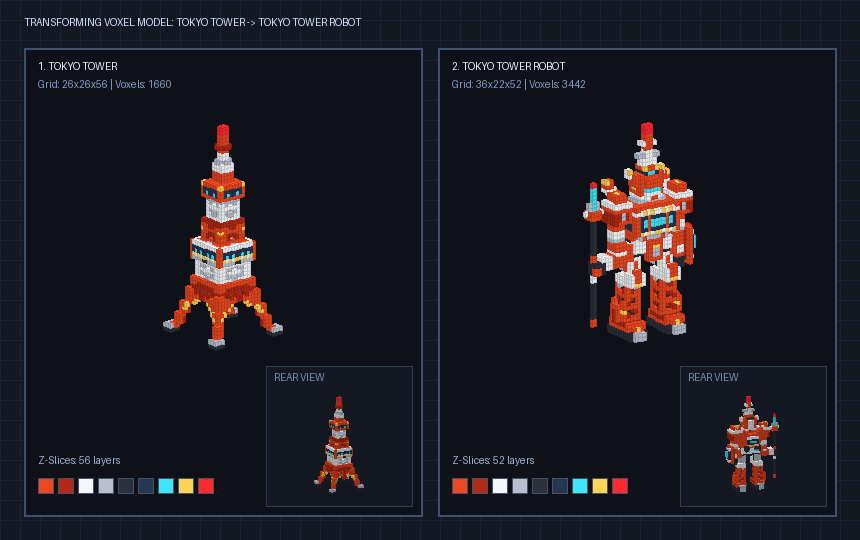 TRANSFORMING VOXEL MODEL: TOKYO TOWER -> TOKYO TOWER ROBOT
1. TOKYO TOWER
Grid: 26x26x56 | Voxels: 1660
REAR VIEW
Z-Slices: 56 layers
2. TOKYO TOWER ROBOT
Grid: 36x22x52 | Voxels: 3442
REAR VIEW
Z-Slices: 52 layers